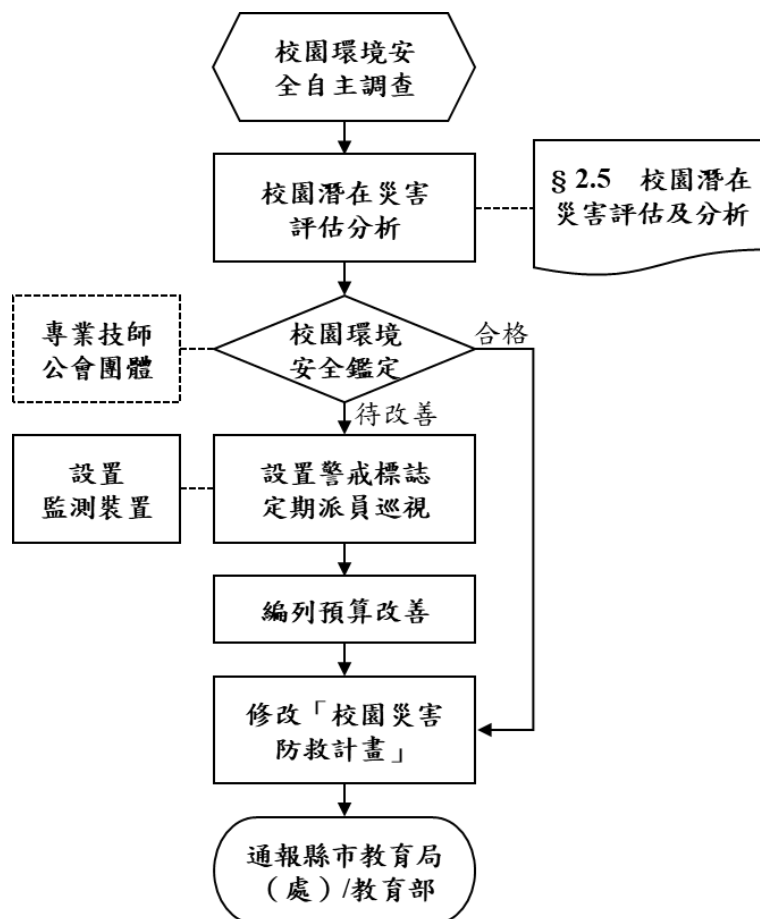 校園環境安
全自主調查
校園潛在災害
評估分析
§ 2.5 校園潛在
災害評估及分析
專業技師
公會團體
校園環境
安全鑑定
合格
待改善
設置
監測裝置
設置警戒標誌
定期派員巡視
編列預算改善
修改「校園災害
防救計畫」
通報縣市教育局
（處）/教育部